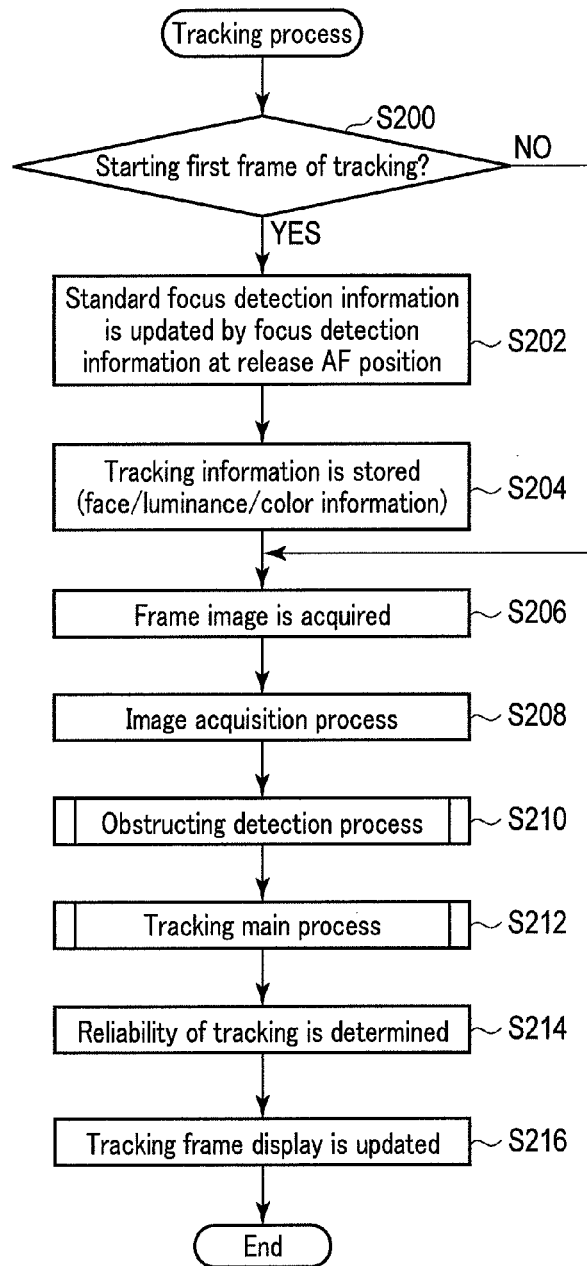 Tracking process
S200
Starting first frame of tracking?
NO
YES
Standard focus detection information
is updated by focus detection
information at release AF position
S202
Tracking information is stored
(face/luminance/color information)
S204
Frame image is acquired
S206
Image acquisition process
S208
Obstructing detection process
S210
Tracking main process
S212
Reliability of tracking is determined
S214
Tracking frame display is updated
S216
End